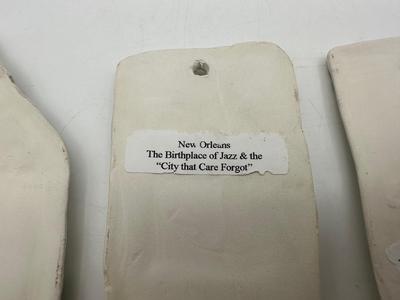 New Orleans
The Birthplace of Jazz & the
"City that Care Forgot"